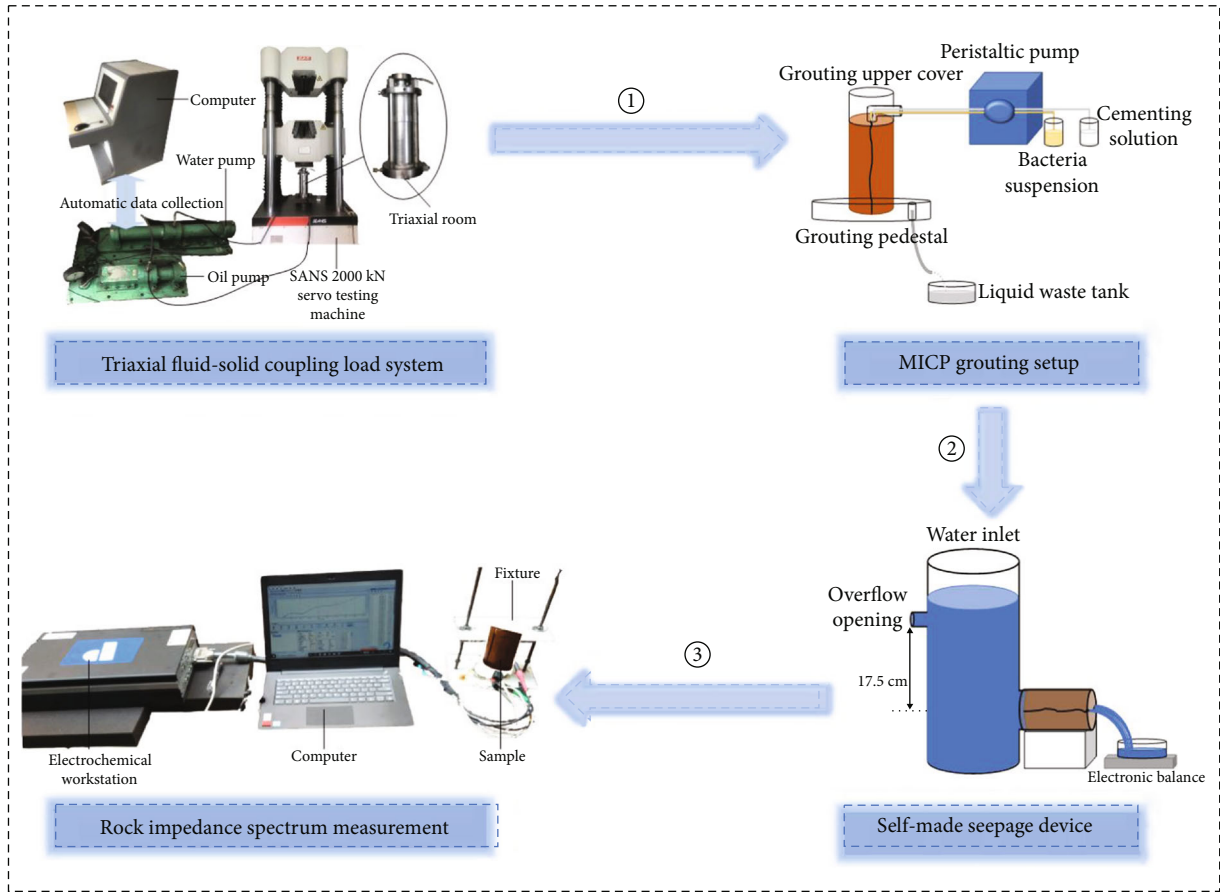 Computer
Water pump
Automatic data collection
Oil pump
SANS 2000 kN
servo testing
machine
Triaxial room
Triaxial fluid-solid coupling load system
①
Peristaltic pump
Grouting upper cover
Cementing
solution
Bacteria
suspension
Grouting pedestal
Liquid waste tank
MICP grouting setup
②
Water inlet
Overflow
opening
17.5 cm
Electronic balance
Self-made seepage device
③
Fixture
Sample
Computer
Electrochemical
workstation
Rock impedance spectrum measurement